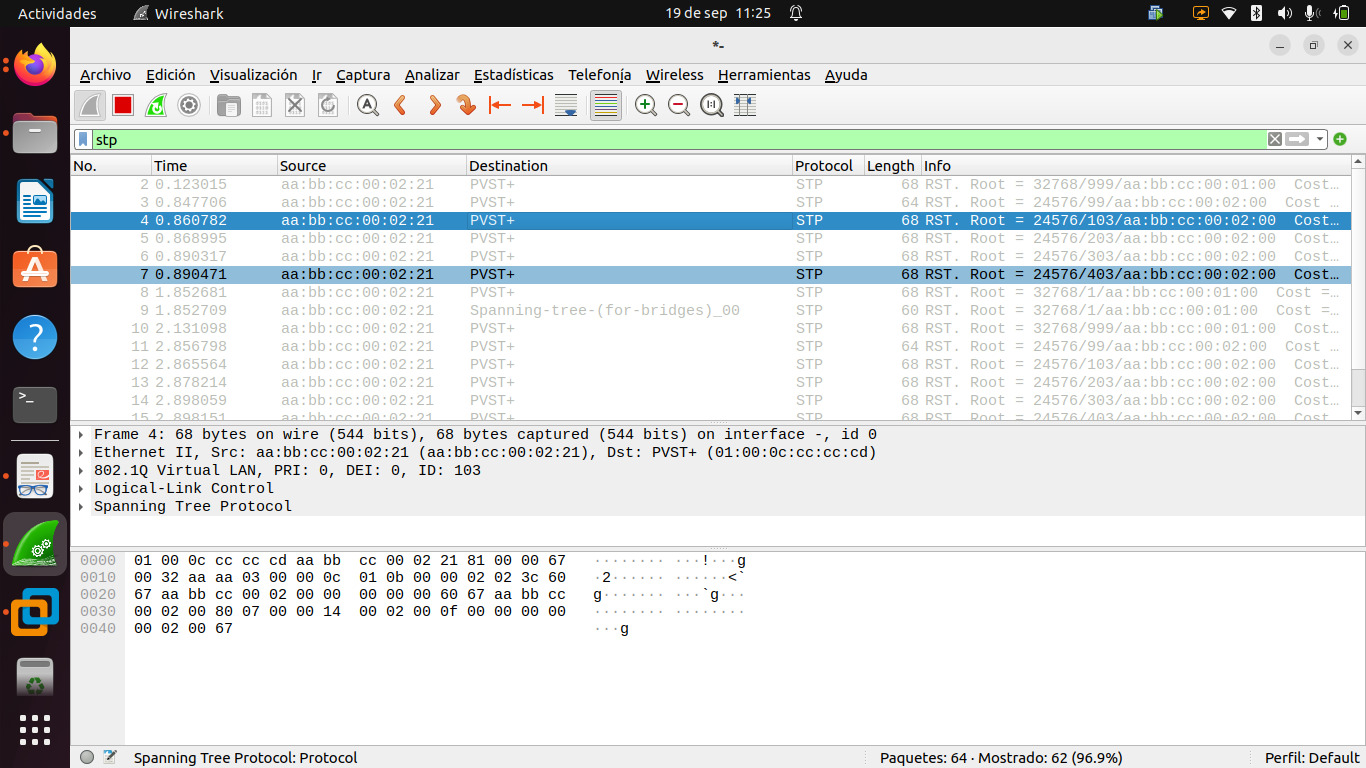 Actividades Wireshark 19 de sep 11:25
*-
Archivo Edición Visualización Ir Captura Analizar Estadísticas Telefonía Wireless Herramientas Ayuda
stp
No. Time Source Destination Protocol Length Info
2 0.123015 aa:bb:cc:00:02:21 PVST+ STP 68 RST. Root = 32768/999/aa:bb:cc:00:01:00 Cost…
3 0.847706 aa:bb:cc:00:02:21 PVST+ STP 64 RST. Root = 24576/99/aa:bb:cc:00:02:00 Cost …
4 0.860782 aa:bb:cc:00:02:21 PVST+ STP 68 RST. Root = 24576/103/aa:bb:cc:00:02:00 Cost…
5 0.868995 aa:bb:cc:00:02:21 PVST+ STP 68 RST. Root = 24576/203/aa:bb:cc:00:02:00 Cost…
6 0.890317 aa:bb:cc:00:02:21 PVST+ STP 68 RST. Root = 24576/303/aa:bb:cc:00:02:00 Cost…
7 0.890471 aa:bb:cc:00:02:21 PVST+ STP 68 RST. Root = 24576/403/aa:bb:cc:00:02:00 Cost…
8 1.852681 aa:bb:cc:00:02:21 PVST+ STP 68 RST. Root = 32768/1/aa:bb:cc:00:01:00 Cost =…
9 1.852709 aa:bb:cc:00:02:21 Spanning-tree-(for-bridges)_00 STP 60 RST. Root = 32768/1/aa:bb:cc:00:01:00 Cost =…
10 2.131098 aa:bb:cc:00:02:21 PVST+ STP 68 RST. Root = 32768/999/aa:bb:cc:00:01:00 Cost…
11 2.856798 aa:bb:cc:00:02:21 PVST+ STP 64 RST. Root = 24576/99/aa:bb:cc:00:02:00 Cost …
12 2.865564 aa:bb:cc:00:02:21 PVST+ STP 68 RST. Root = 24576/103/aa:bb:cc:00:02:00 Cost…
13 2.878214 aa:bb:cc:00:02:21 PVST+ STP 68 RST. Root = 24576/203/aa:bb:cc:00:02:00 Cost…
14 2.898059 aa:bb:cc:00:02:21 PVST+ STP 68 RST. Root = 24576/303/aa:bb:cc:00:02:00 Cost…
15 2.898151 aa:bb:cc:00:02:21 PVST+ STP 68 RST. Root = 24576/403/aa:bb:cc:00:02:00 Cost…
Frame 4: 68 bytes on wire (544 bits), 68 bytes captured (544 bits) on interface -, id 0
Ethernet II, Src: aa:bb:cc:00:02:21 (aa:bb:cc:00:02:21), Dst: PVST+ (01:00:0c:cc:cc:cd)
802.1Q Virtual LAN, PRI: 0, DEI: 0, ID: 103
Logical-Link Control
Spanning Tree Protocol
0000 01 00 0c cc cc cd aa bb cc 00 02 21 81 00 00 67 ········ ···!···g
0010 00 32 aa aa 03 00 00 0c 01 0b 00 00 02 02 3c 60 ·2······ ······<`
0020 67 aa bb cc 00 02 00 00 00 00 00 60 67 aa bb cc g······· ···`g···
0030 00 02 00 80 07 00 00 14 00 02 00 0f 00 00 00 00 ········ ········
0040 00 02 00 67 ···g
Spanning Tree Protocol: Protocol Paquetes: 64 · Mostrado: 62 (96.9%) Perfil: Default